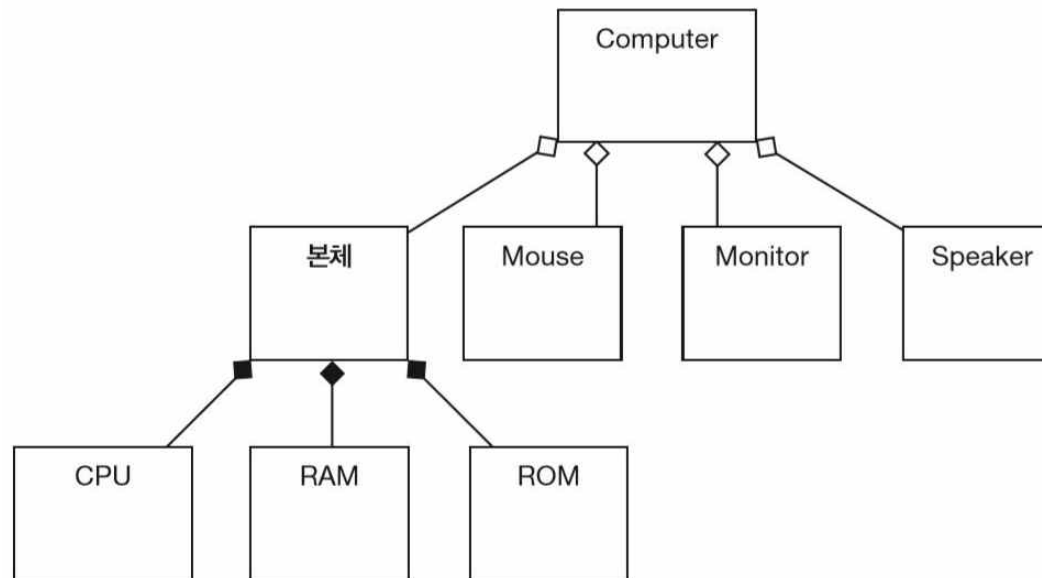 Computer
본체
Mouse
Monitor
Speaker
CPU
RAM
ROM